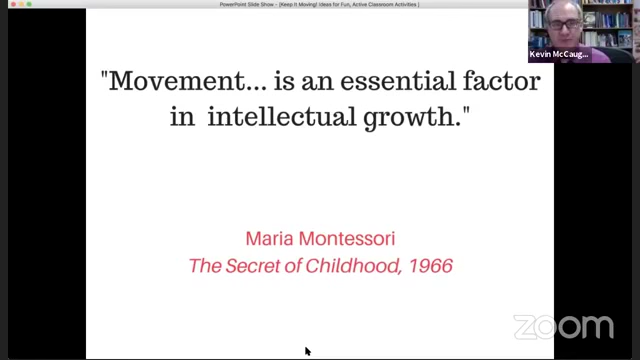 PowerPoint Slide Show - [Keep It Moving! Ideas for Fun, Active Classroom Activities ]
Kevin McCaug...
"Movement... is an essential factor
in intellectual growth."
Maria Montessori
The Secret of Childhood, 1966
zoom